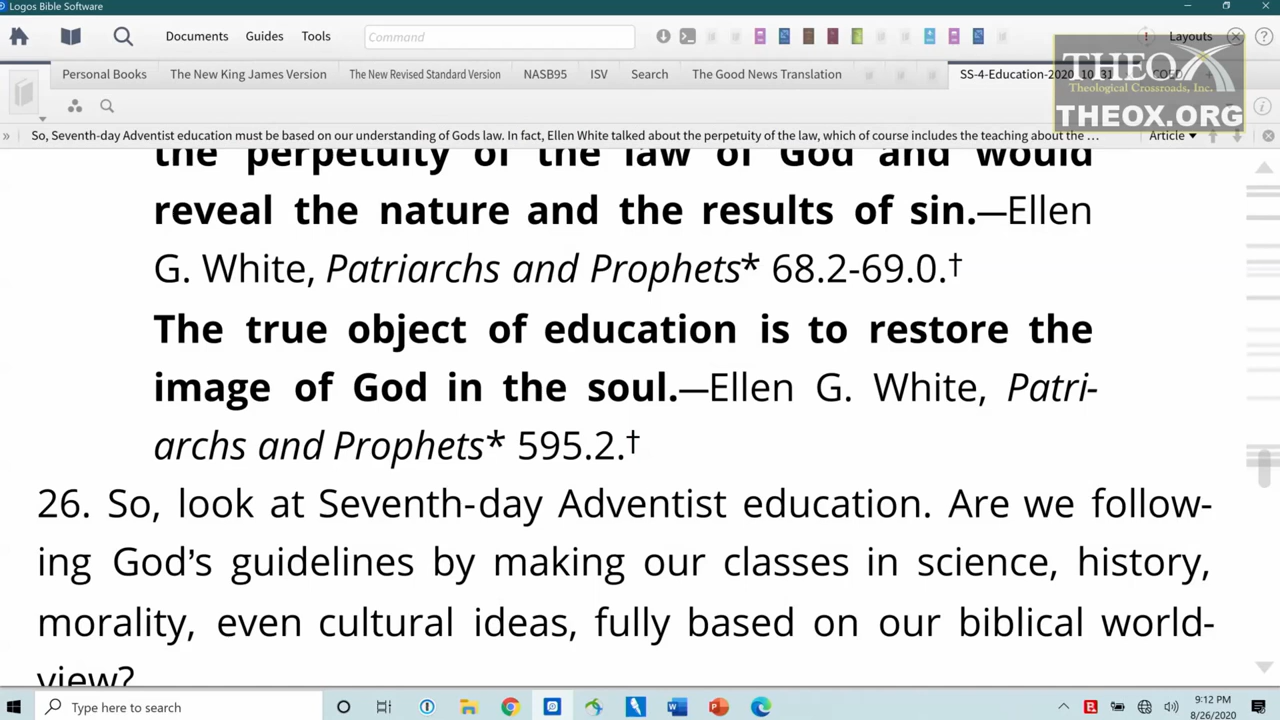 Logos Bible Software
Documents Guides Tools Command Layouts
THEOX
Theological Crossroads, Inc.
THEOX.ORG
Personal Books The New King James Version The New Revised Standard Version NASB95 ISV Search The Good News Translation SS-4-Education-2020 10 31
So, Seventh-day Adventist education must be based on our understanding of Gods law. In fact, Ellen White talked about the perpetuity of the law, which of course includes the teaching about the ... Article
the perpetuity of the law of God and would
reveal the nature and the results of sin.—Ellen
G. White, Patriarchs and Prophets* 68.2-69.0.†
The true object of education is to restore the
image of God in the soul.—Ellen G. White, Patri-
archs and Prophets* 595.2.†
26. So, look at Seventh-day Adventist education. Are we follow-
ing God's guidelines by making our classes in science, history,
morality, even cultural ideas, fully based on our biblical world-
view?
Type here to search
9:12 PM
8/26/2020